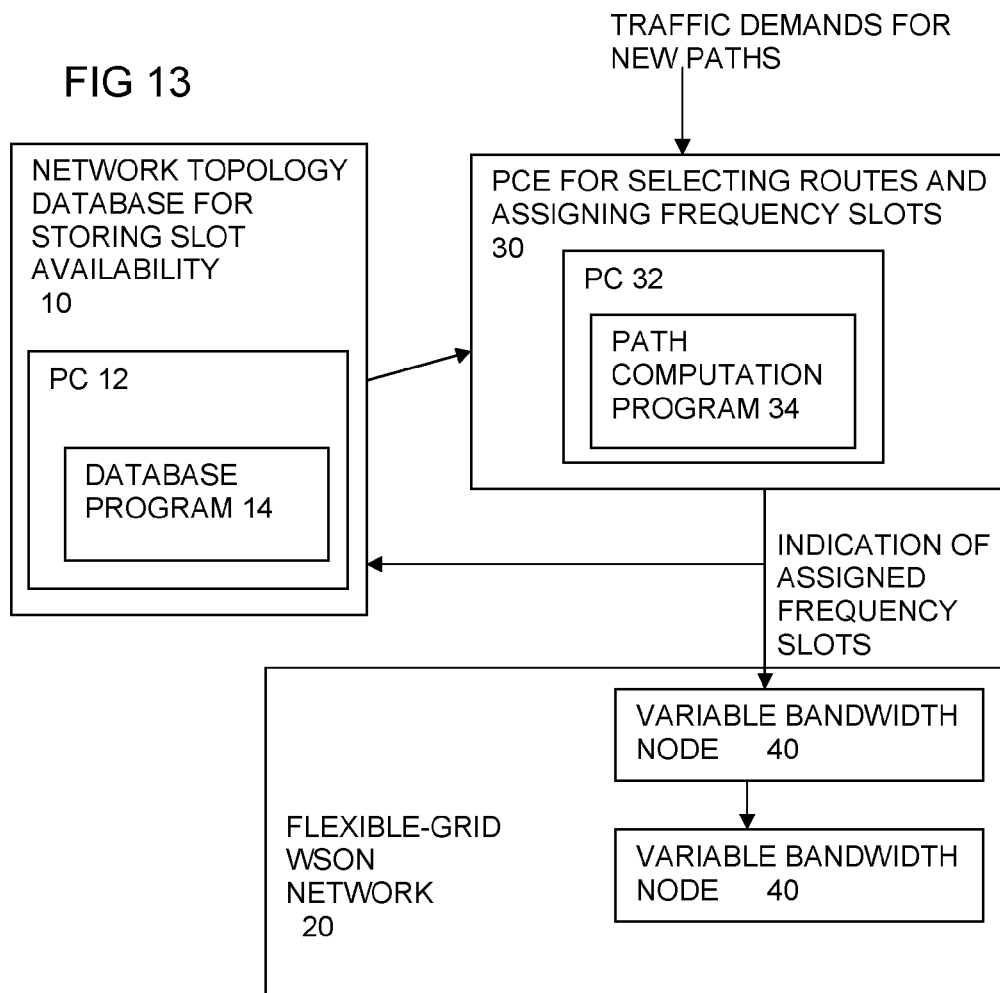 TRAFFIC DEMANDS FOR
NEW PATHS
FIG 13
NETWORK TOPOLOGY
DATABASE FOR
STORING SLOT
AVAILABILITY
10
PC 12
DATABASE
PROGRAM 14
PCE FOR SELECTING ROUTES AND
ASSIGNING FREQUENCY SLOTS
30
PC 32
PATH
COMPUTATION
PROGRAM 34
INDICATION OF
ASSIGNED
FREQUENCY
SLOTS
VARIABLE BANDWIDTH
NODE 40
FLEXIBLE-GRID
WSON
NETWORK
20
VARIABLE BANDWIDTH
NODE 40